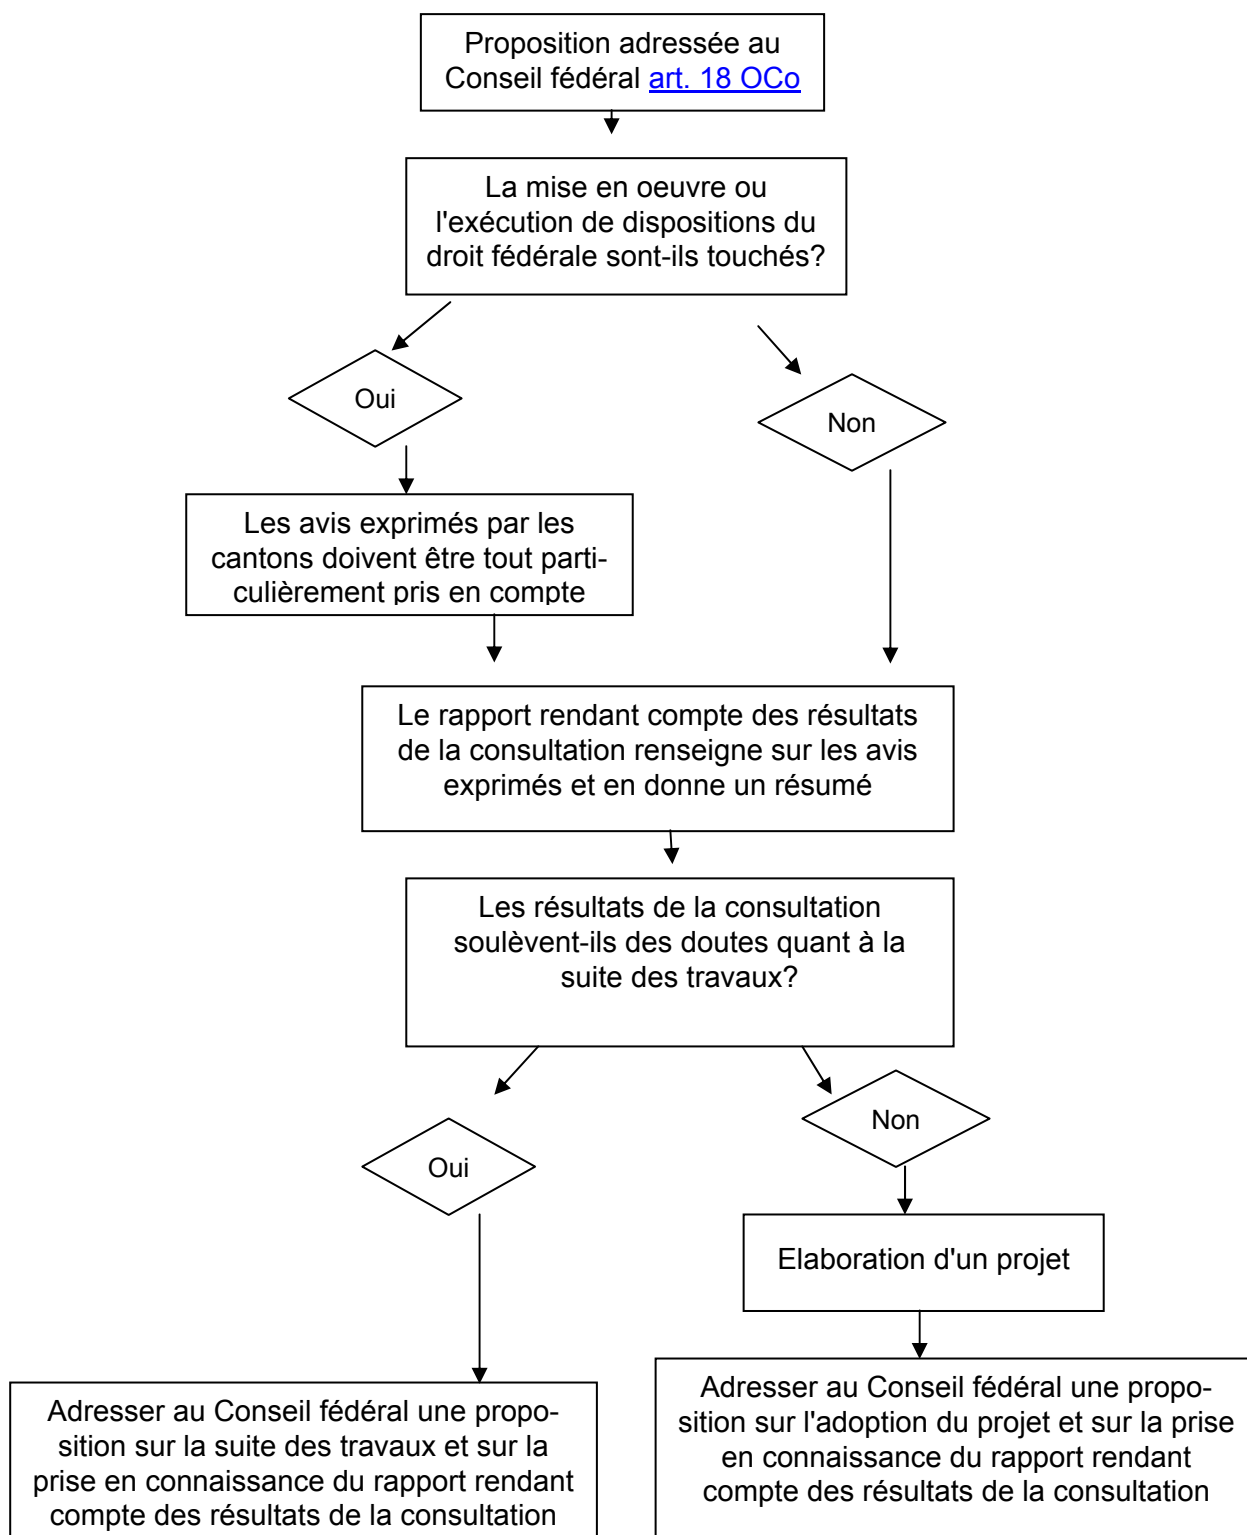 Proposition adressée au
Conseil fédéral art. 18 OCo
La mise en oeuvre ou
l'exécution de dispositions du
droit fédérale sont-ils touchés?
Oui
Non
Les avis exprimés par les
cantons doivent être tout parti-
culièrement pris en compte
Le rapport rendant compte des résultats
de la consultation renseigne sur les avis
exprimés et en donne un résumé
Les résultats de la consultation
soulèvent-ils des doutes quant à la
suite des travaux?
Non
Oui
Elaboration d'un projet
Adresser au Conseil fédéral une propo-
sition sur la suite des travaux et sur la
prise en connaissance du rapport rendant
compte des résultats de la consultation
Adresser au Conseil fédéral une propo-
sition sur l'adoption du projet et sur la prise
en connaissance du rapport rendant
compte des résultats de la consultation